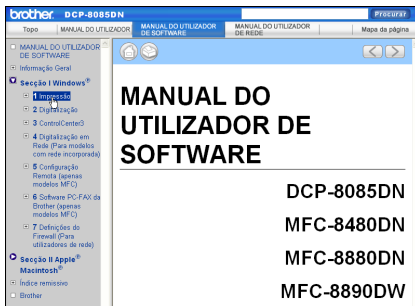 brother. DCP-8085DN
Procurar
Topo
MANUAL DO UTILIZADOR
MANUAL DO UTILIZADOR DE SOFTWARE
MANUAL DO UTILIZADOR DE REDE
Mapa da página
MANUAL DO UTILIZADOR DE SOFTWARE
Informação Geral
Secção I Windows®
1 Impressão
2 Digitalização
3 ControlCenter3
4 Digitalização em
Rede (Para modelos
com rede incorporada)
5 Configuração
Remota (apenas
modelos MFC)
6 Software PC-FAX da
Brother (apenas
modelos MFC)
7 Definições do
Firewall (Para
utilizadores de rede)
Secção II Apple®
Macintosh®
Índice remissivo
Brother
MANUAL DO
UTILIZADOR DE
SOFTWARE
DCP-8085DN
MFC-8480DN
MFC-8880DN
MFC-8890DW